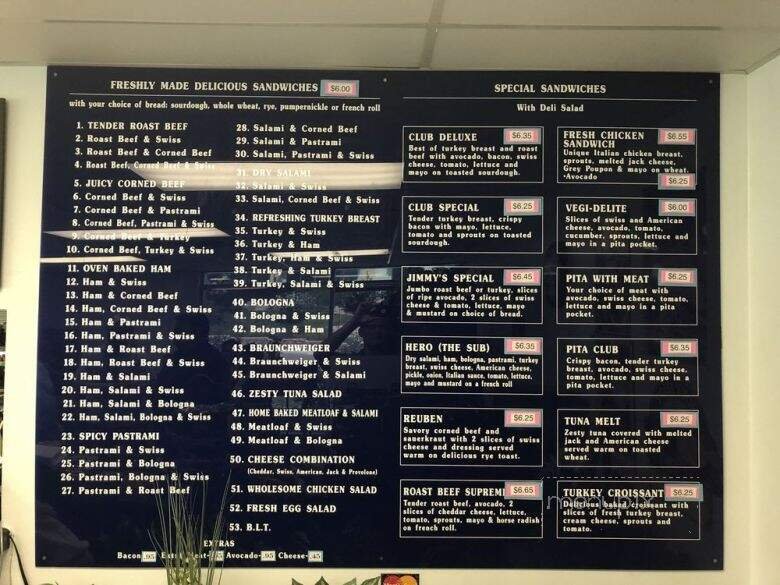 FRESHLY MADE DELICIOUS SANDWICHES $6.00
with your choice of bread: sourdough, whole wheat, rye, pumpernickle or french roll
1. TENDER ROAST BEEF
2. Roast Beef & Swiss
3. Roast Beef & Corned Beef
4. Roast Beef, Corned Beef & Swiss
5. JUICY CORNED BEEF
6. Corned Beef & Swiss
7. Corned Beef & Pastrami
8. Corned Beef, Pastrami & Swiss
9. Corned Beef & Turkey
10. Corned Beef, Turkey & Swiss
11. OVEN BAKED HAM
12. Ham & Swiss
13. Ham & Corned Beef
14. Ham, Corned Beef & Swiss
15. Ham & Pastrami
16. Ham, Pastrami & Swiss
17. Ham & Roast Beef
18. Ham, Roast Beef & Swiss
19. Ham & Salami
20. Ham, Salami & Swiss
21. Ham, Salami & Bologna
22. Ham, Salami, Bologna & Swiss
23. SPICY PASTRAMI
24. Pastrami & Swiss
25. Pastrami & Bologna
26. Pastrami, Bologna & Swiss
27. Pastrami & Roast Beef
28. Salami & Corned Beef
29. Salami & Pastrami
30. Salami, Pastrami & Swiss
31. DRY SALAMI
32. Salami & Swiss
33. Salami, Corned Beef & Swiss
34. REFRESHING TURKEY BREAST
35. Turkey & Swiss
36. Turkey & Ham
37. Turkey, Ham & Swiss
38. Turkey & Salami
39. Turkey, Salami & Swiss
40. BOLOGNA
41. Bologna & Swiss
42. Bologna & Ham
43. BRAUNCHWEIGER
44. Braunchweiger & Swiss
45. Braunchweiger & Salami
46. ZESTY TUNA SALAD
47. HOME BAKED MEATLOAF & SALAMI
48. Meatloaf & Swiss
49. Meatloaf & Bologna
50. CHEESE COMBINATION
(Cheddar, Swiss, American, Jack & Provolone)
51. WHOLESOME CHICKEN SALAD
52. FRESH EGG SALAD
53. B.L.T.
EXTRAS
Bacon .95 Extra Meat Avocado .95 Cheese .45
SPECIAL SANDWICHES
With Deli Salad
CLUB DELUXE $6.35
Best of turkey breast and roast
beef with avocado, bacon, swiss
cheese, tomato, lettuce and
mayo on toasted sourdough.
CLUB SPECIAL $6.25
Tender turkey breast, crispy
bacon with mayo, lettuce,
tomato and sprouts on toasted
sourdough.
JIMMY'S SPECIAL $6.45
Jumbo roast beef or turkey, slices
of ripe avocado, 2 slices of swiss
cheese & tomato, lettuce, mayo
& mustard on choice of bread.
HERO (THE SUB) $6.35
Dry salami, ham, bologna, pastrami, turkey
breast, swiss cheese, American cheese,
pickle, onion, Italian sauce, tomato, lettuce,
mayo and mustard on a french roll
REUBEN $6.25
Savory corned beef and
sauerkraut with 2 slices of swiss
cheese and dressing served
warm on delicious rye toast.
ROAST BEEF SUPREME $6.65
Tender roast beef, avocado, 2
slices of cheddar cheese, lettuce,
tomato, sprouts, mayo & horse radish
on french roll.
FRESH CHICKEN $6.55
SANDWICH
Unique Italian chicken breast,
sprouts, melted jack cheese,
Grey Poupon & mayo on wheat.
-Avocado $6.25
VEGI-DELITE $6.00
Slices of swiss and American
cheese, avocado, tomato,
cucumber, sprouts, lettuce and
mayo in a pita pocket.
PITA WITH MEAT $6.25
Your choice of meat with
avocado, swiss cheese, tomato,
lettuce and mayo in a pita
pocket.
PITA CLUB $6.35
Crispy bacon, tender turkey
breast, avocado, swiss cheese,
tomato, lettuce and mayo in a
pita pocket.
TUNA MELT $6.25
Zesty tuna covered with melted
jack and American cheese
served warm on toasted
wheat.
TURKEY CROISSANT $6.25
Delicious baked croissant with
slices of fresh turkey breast,
cream cheese, sprouts and
tomato.